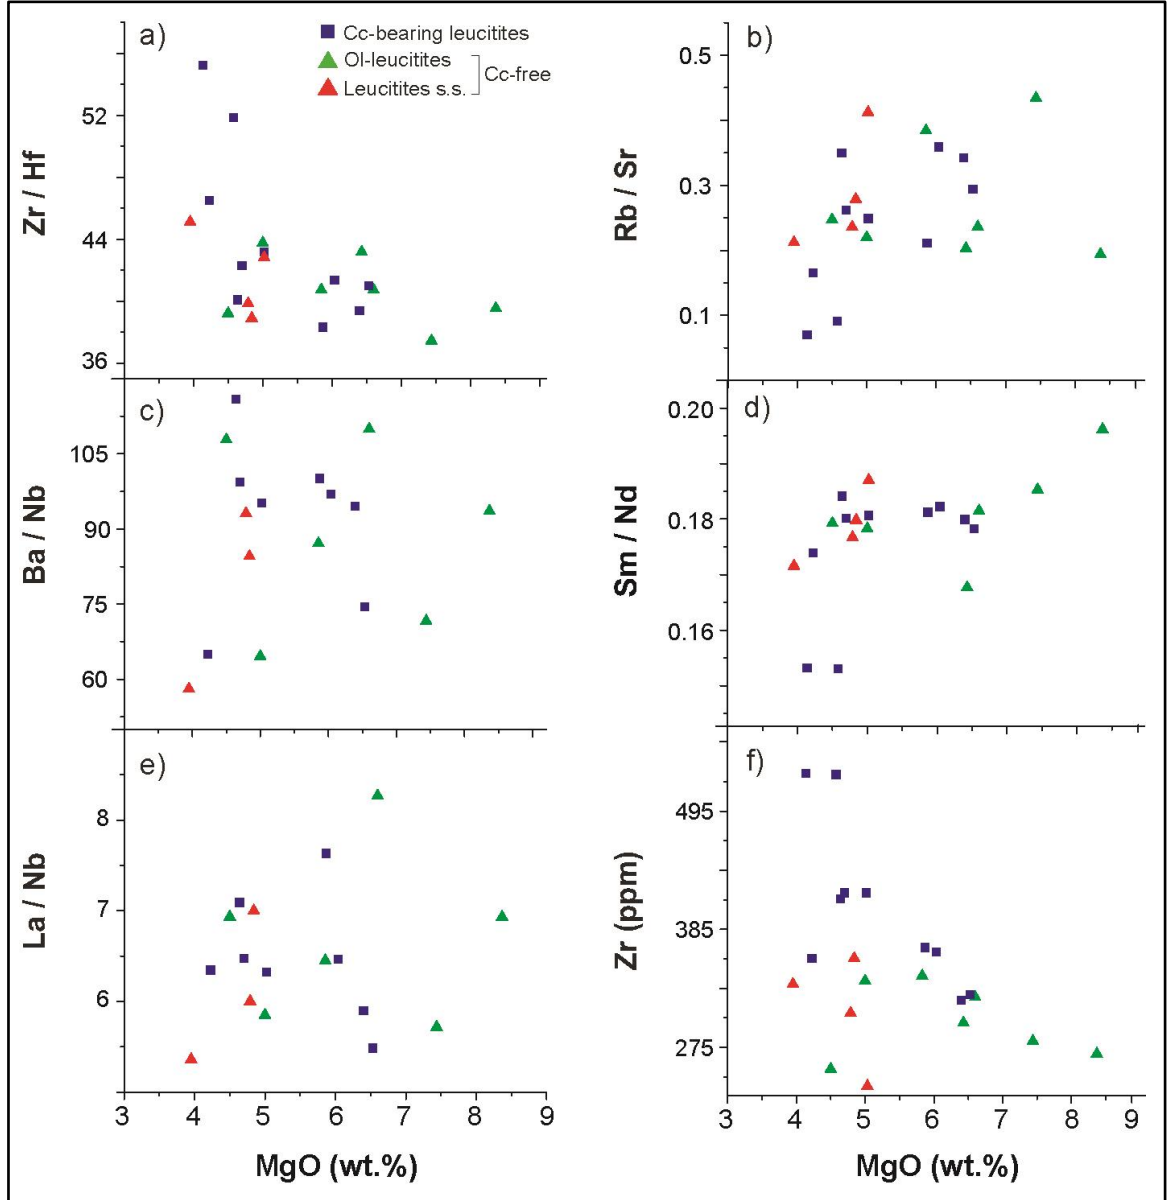 a)
Cc-bearing leucitites
Ol-leucitites
Leucitites s.s.
Cc-free
Zr / Hf
52
44
36
b)
Rb / Sr
0.5
0.3
0.1
c)
Ba / Nb
105
90
75
60
d)
Sm / Nd
0.20
0.18
0.16
e)
La / Nb
8
7
6
3 4 5 6 7 8 9
MgO (wt.%)
f)
Zr (ppm)
495
385
275
3 4 5 6 7 8 9
MgO (wt.%)